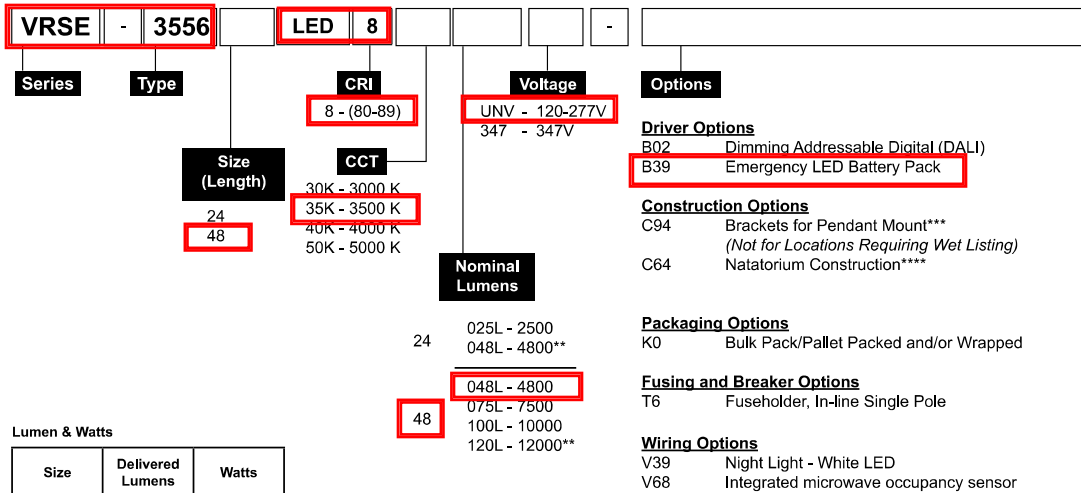 VRSE - 3556 LED 8 -
Series Type CRI Voltage Options
8 - (80-89)
UNV - 120-277V
347 - 347V
Size
(Length)
24
48
CCT
30K - 3000 K
35K - 3500 K
40K - 4000 K
50K - 5000 K
Nominal
Lumens
24
025L - 2500
048L - 4800**
48
048L - 4800
075L - 7500
100L - 10000
120L - 12000**
Driver Options
B02 Dimming Addressable Digital (DALI)
B39 Emergency LED Battery Pack
Construction Options
C94 Brackets for Pendant Mount***
(Not for Locations Requiring Wet Listing)
C64 Natatorium Construction****
Packaging Options
K0 Bulk Pack/Pallet Packed and/or Wrapped
Fusing and Breaker Options
T6 Fuseholder, In-line Single Pole
Wiring Options
V39 Night Light - White LED
V68 Integrated microwave occupancy sensor
Lumen & Watts
Size Delivered Lumens Watts